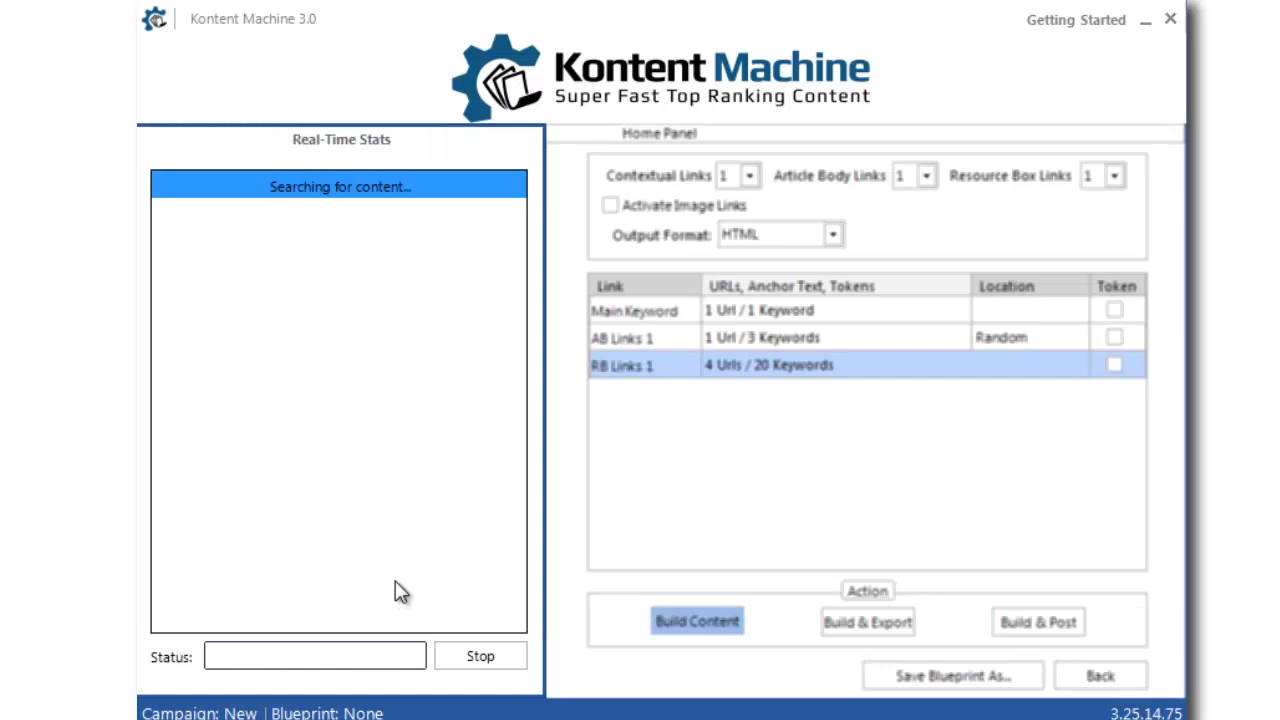 Kontent Machine 3.0
Getting Started
Kontent Machine
Super Fast Top Ranking Content
Real-Time Stats
Searching for content...
Status:
Stop
Home Panel
Contextual Links 1 Article Body Links 1 Resource Box Links 1
Activate Image Links
Output Format: HTML
Link URLs, Anchor Text, Tokens Location Token
Main Keyword 1 Url / 1 Keyword
AB Links 1 1 Url / 3 Keywords Random
RB Links 1 4 Urls / 20 Keywords
Action
Build Content Build & Export Build & Post
Save Blueprint As... Back
Campaign: New | Blueprint: None
3.25.14.75